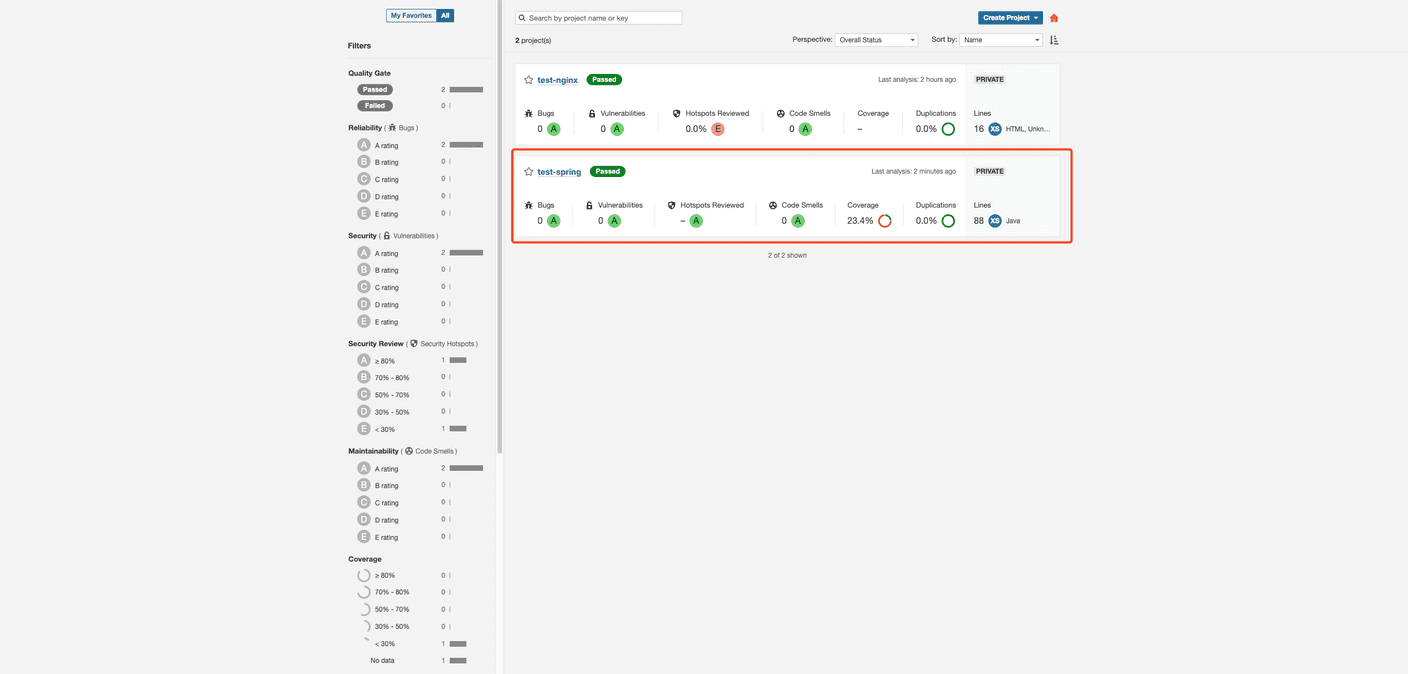 My Favorites All
Filters
Quality Gate
Passed 2
Failed 0
Reliability ( Bugs )
A A rating 2
B B rating 0
C C rating 0
D D rating 0
E E rating 0
Security ( Vulnerabilities )
A A rating 2
B B rating 0
C C rating 0
D D rating 0
E E rating 0
Security Review ( Security Hotspots )
A ≥ 80% 1
B 70% - 80% 0
C 50% - 70% 0
D 30% - 50% 0
E < 30% 1
Maintainability ( Code Smells )
A A rating 2
B B rating 0
C C rating 0
D D rating 0
E E rating 0
Coverage
≥ 80% 0
70% - 80% 0
50% - 70% 0
30% - 50% 0
< 30% 1
No data 1
Search by project name or key
Create Project
2 project(s)
Perspective: Overall Status
Sort by: Name
test-nginx Passed Last analysis: 2 hours ago PRIVATE
Bugs Vulnerabilities Hotspots Reviewed Code Smells Coverage Duplications Lines
0 A 0 A 0.0% E 0 A – 0.0% 16 XS HTML, Unkn...
test-spring Passed Last analysis: 2 minutes ago PRIVATE
Bugs Vulnerabilities Hotspots Reviewed Code Smells Coverage Duplications Lines
0 A 0 A – A 0 A 23.4% 0.0% 88 XS Java
2 of 2 shown